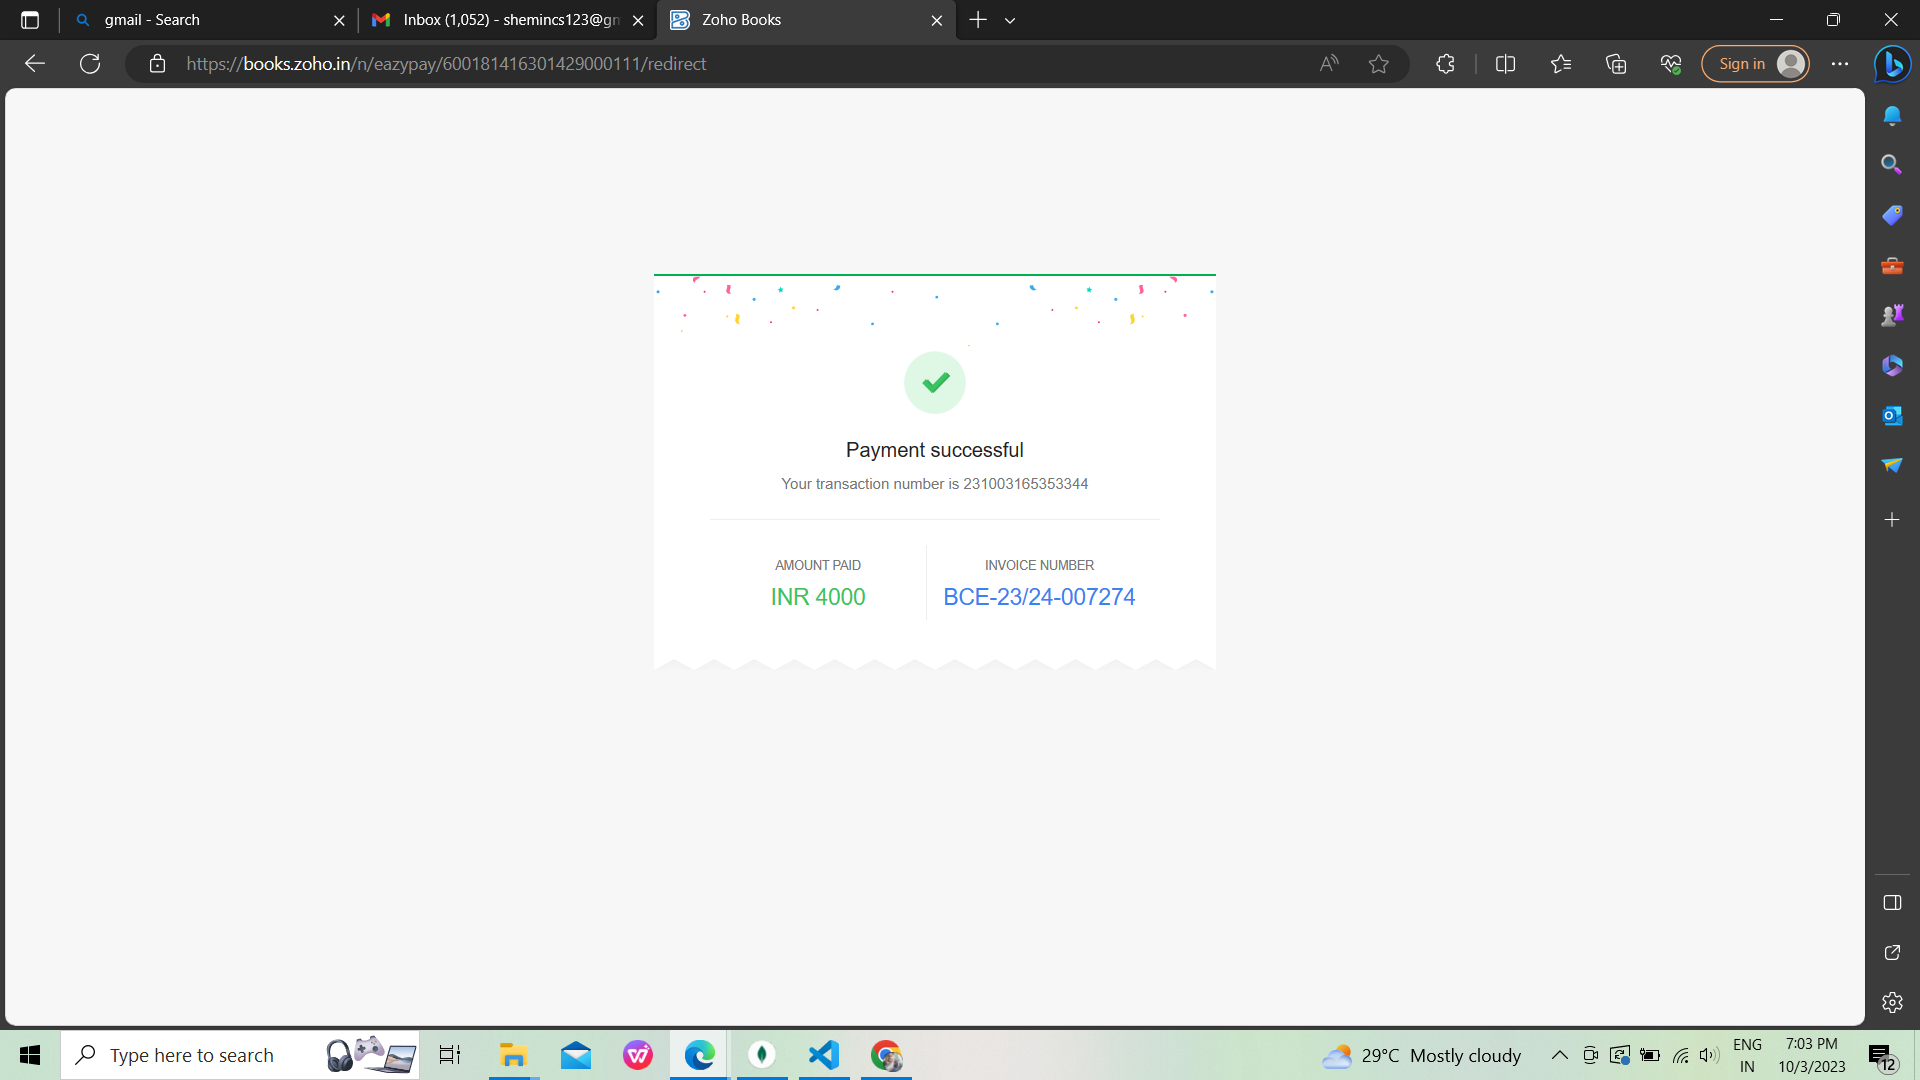 gmail - Search
Inbox (1,052) - shemincs123@gm
Zoho Books
https://books.zoho.in/n/eazypay/600181416301429000111/redirect
Sign in
Payment successful
Your transaction number is 231003165353344
AMOUNT PAID
INVOICE NUMBER
INR 4000
BCE-23/24-007274
Type here to search
29°C Mostly cloudy
ENG
IN
7:03 PM
10/3/2023
12